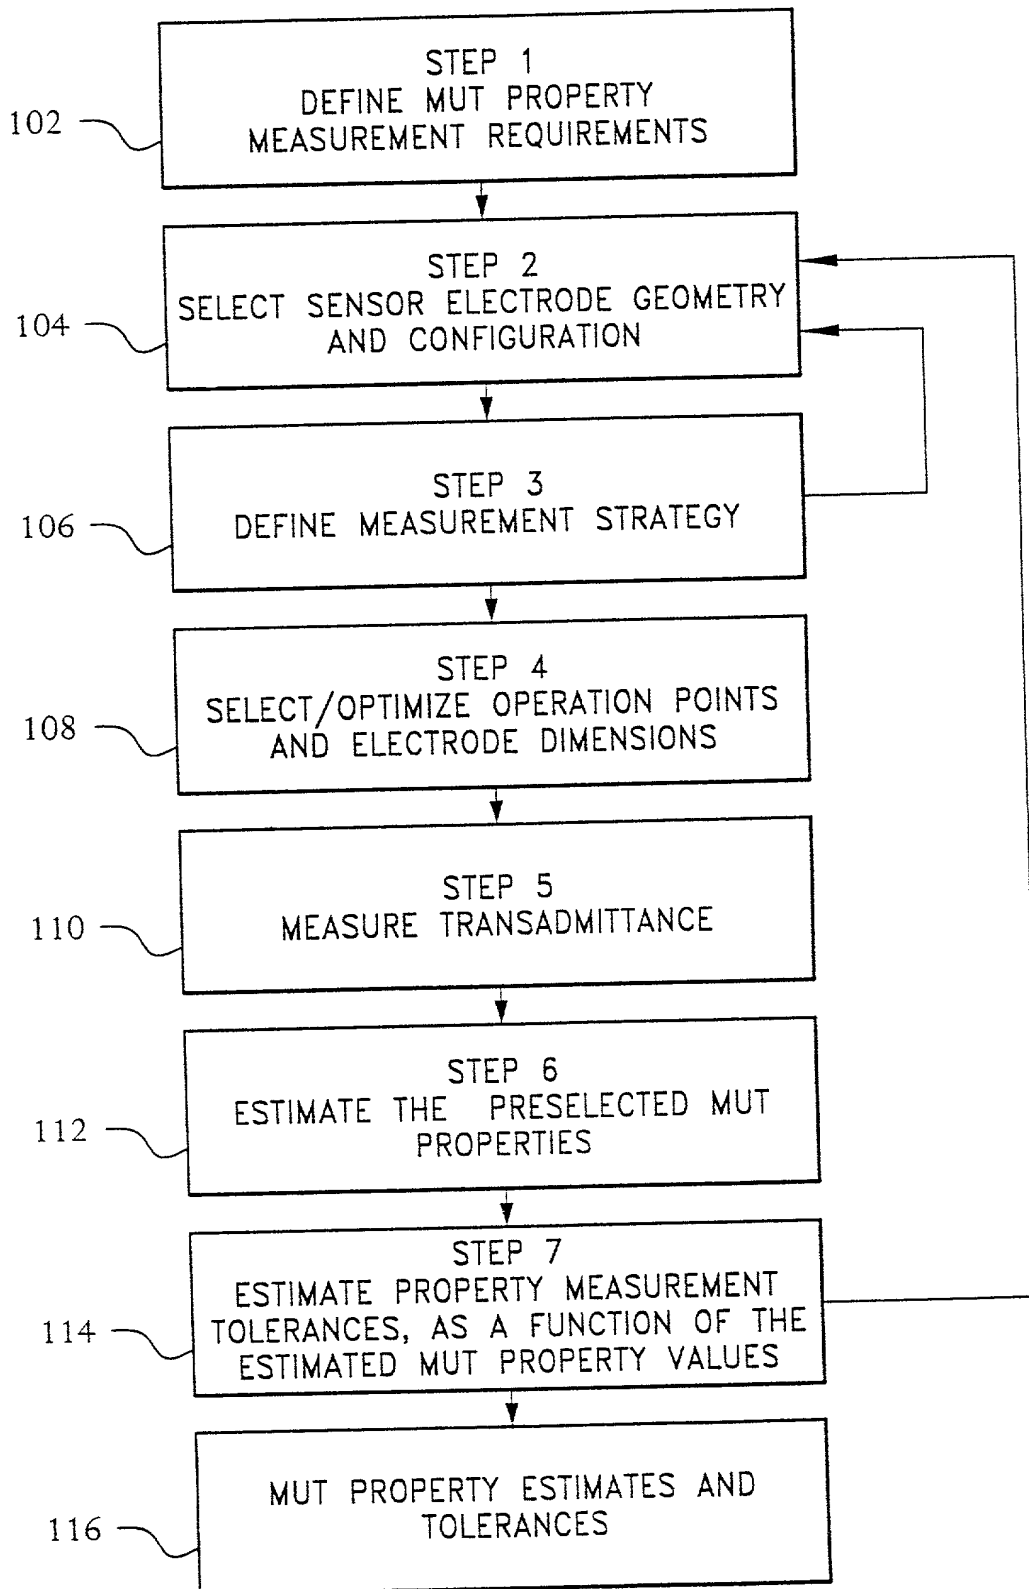 STEP 1
DEFINE MUT PROPERTY
MEASUREMENT REQUIREMENTS
102
STEP 2
SELECT SENSOR ELECTRODE GEOMETRY
AND CONFIGURATION
104
STEP 3
DEFINE MEASUREMENT STRATEGY
106
STEP 4
SELECT/OPTIMIZE OPERATION POINTS
AND ELECTRODE DIMENSIONS
108
STEP 5
MEASURE TRANSADMITTANCE
110
STEP 6
ESTIMATE THE PRESELECTED MUT
PROPERTIES
112
STEP 7
ESTIMATE PROPERTY MEASUREMENT
TOLERANCES, AS A FUNCTION OF THE
ESTIMATED MUT PROPERTY VALUES
114
MUT PROPERTY ESTIMATES AND
TOLERANCES
116